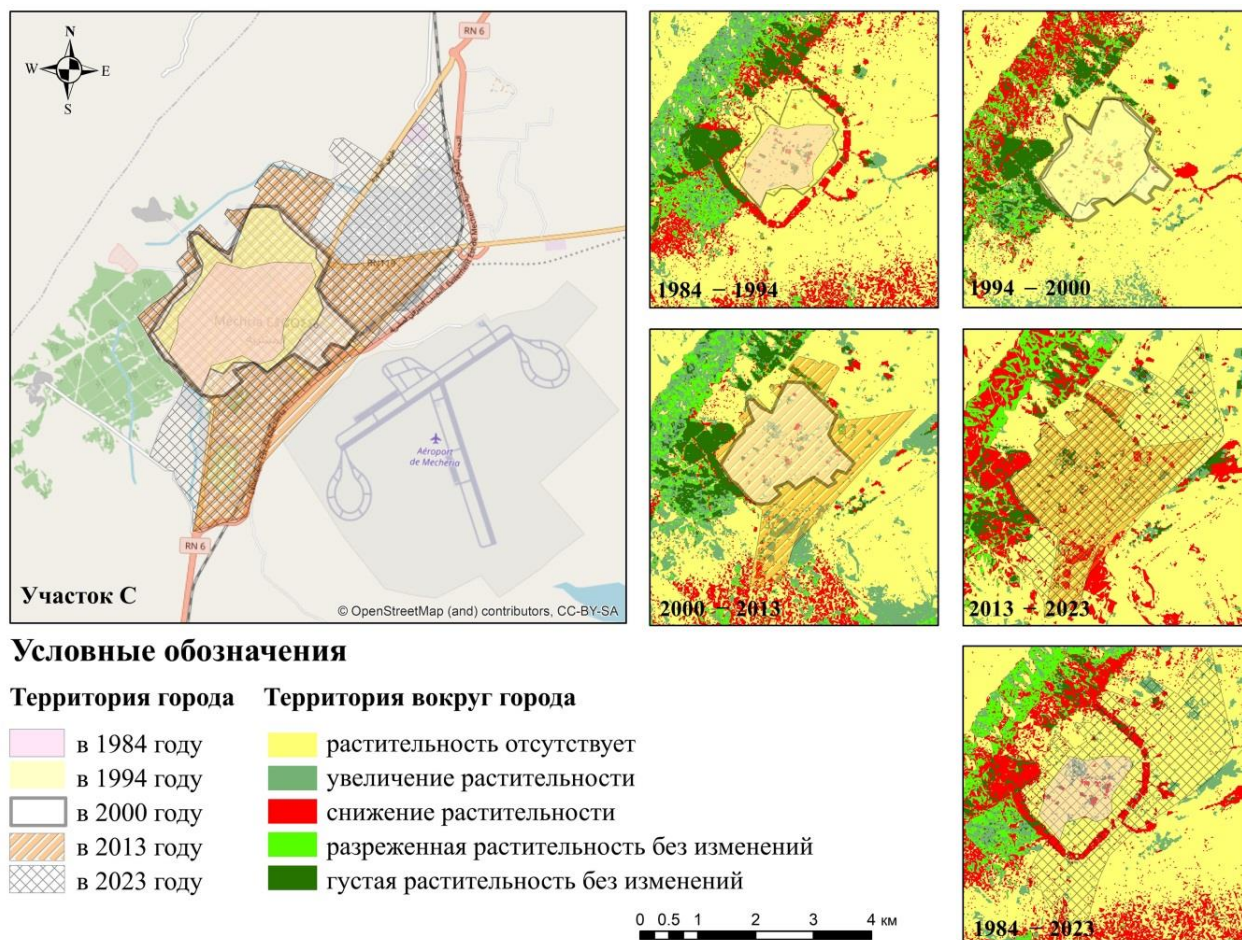 N
W
E
S
RN 6
Aéroport
de Mecheria
RN 6
Участок С
© OpenStreetMap (and) contributors, CC-BY-SA
1984 – 1994
1994 – 2000
2000 – 2013
2013 – 2023
1984 – 2023
Условные обозначения
Территория города
в 1984 году
в 1994 году
в 2000 году
в 2013 году
в 2023 году
Территория вокруг города
растительность отсутствует
увеличение растительности
снижение растительности
разреженная растительность без изменений
густая растительность без изменений
0 0.5 1 2 3 4 км